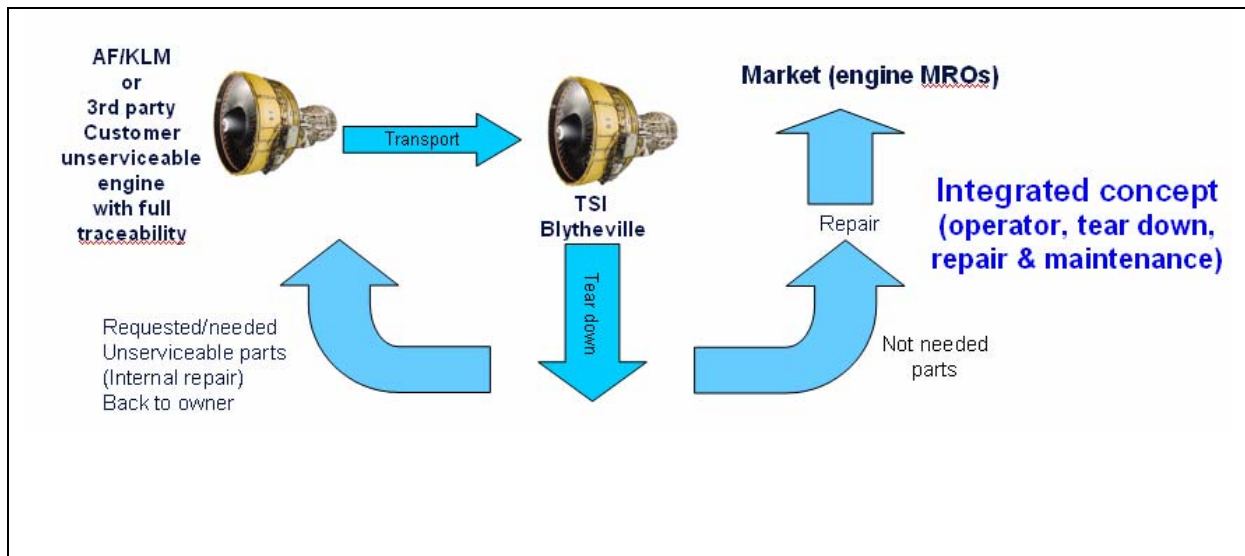 AF/KLM
or
3rd party
Customer
unserviceable
engine
with full
traceability
Transport
TSI
Blytheville
Tear down
Requested/needed
Unserviceable parts
(Internal repair)
Back to owner
Not needed
parts
Repair
Market (engine MROs)
Integrated concept
(operator, tear down,
repair & maintenance)